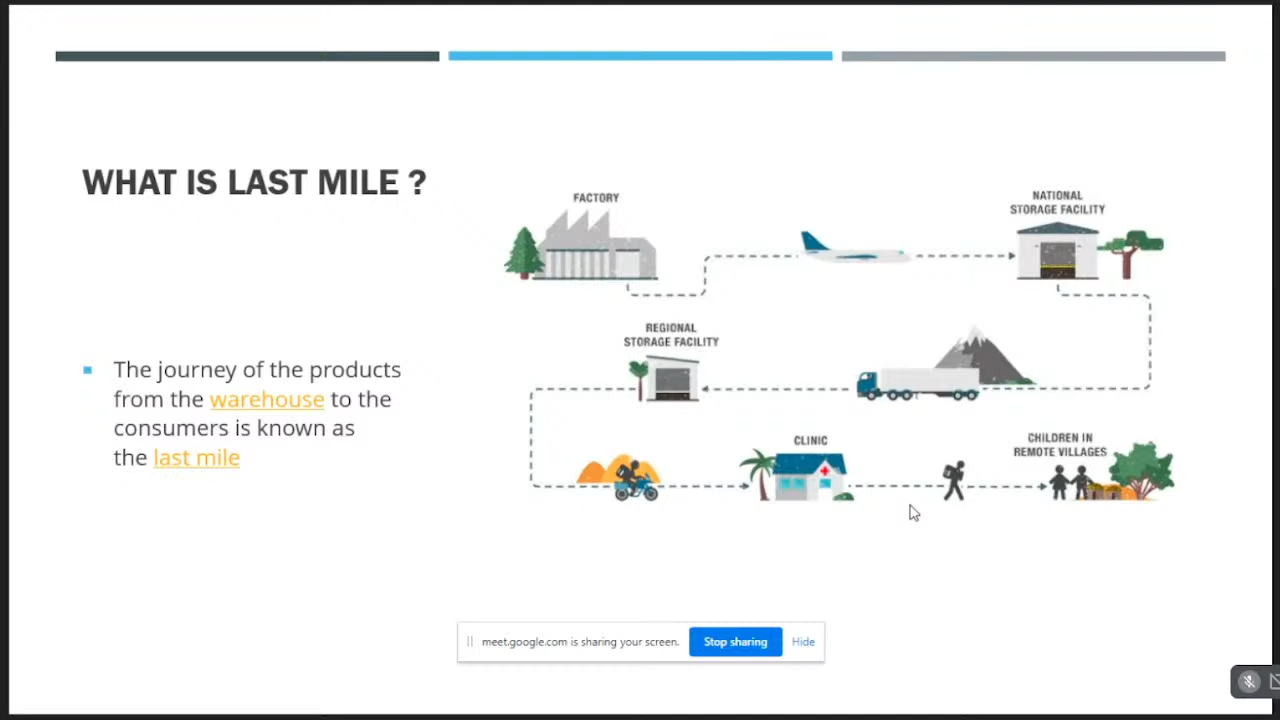 WHAT IS LAST MILE ?
FACTORY
NATIONAL
STORAGE FACILITY
REGIONAL
STORAGE FACILITY
The journey of the products
from the warehouse to the
consumers is known as
the last mile
CLINIC
CHILDREN IN
REMOTE VILLAGES
meet.google.com is sharing your screen.
Stop sharing
Hide